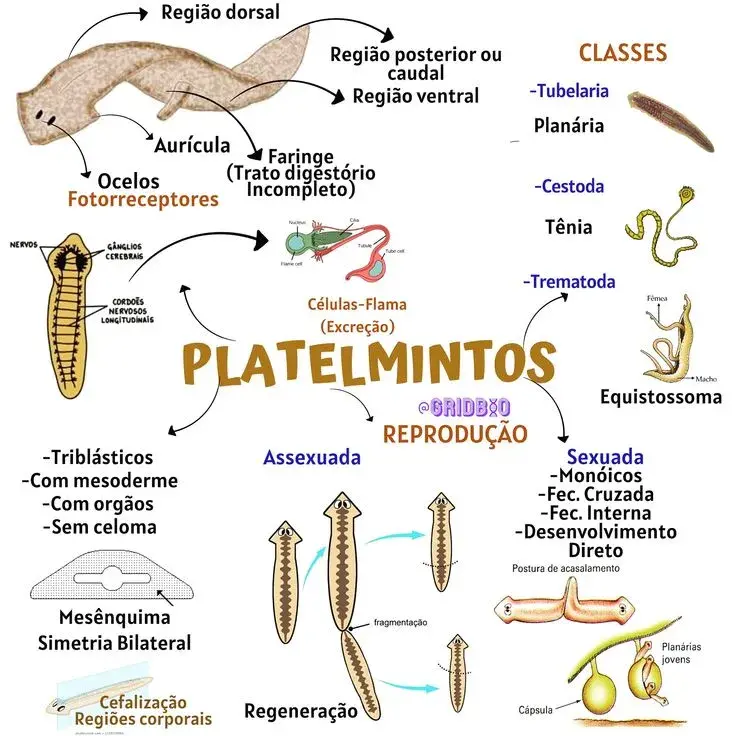 Região dorsal
Região posterior ou
caudal
Região ventral
Aurícula
Faringe
(Trato digestório
Incompleto)
Ocelos
Fotorreceptores
CLASSES
-Tubelaria
Planária
-Cestoda
Tênia
-Trematoda
Fêmea
Macho
Equistossoma
NERVOS
GÂNGLIOS
CEREBRAIS
CORDÕES
NERVOSOS
LONGITUDINAIS
Nucleus
Cilia
Flame cell
Tubule
Tube cell
Células-Flama
(Excreção)
PLATELMINTOS
@GRIDBIO
REPRODUÇÃO
-Triblásticos
-Com mesoderme
-Com orgãos
-Sem celoma
Mesênquima
Simetria Bilateral
Cefalização
Regiões corporais
Assexuada
fragmentação
Regeneração
Sexuada
-Monóicos
-Fec. Cruzada
-Fec. Interna
-Desenvolvimento
Direto
Postura de acasalamento
Planárias
jovens
Cápsula